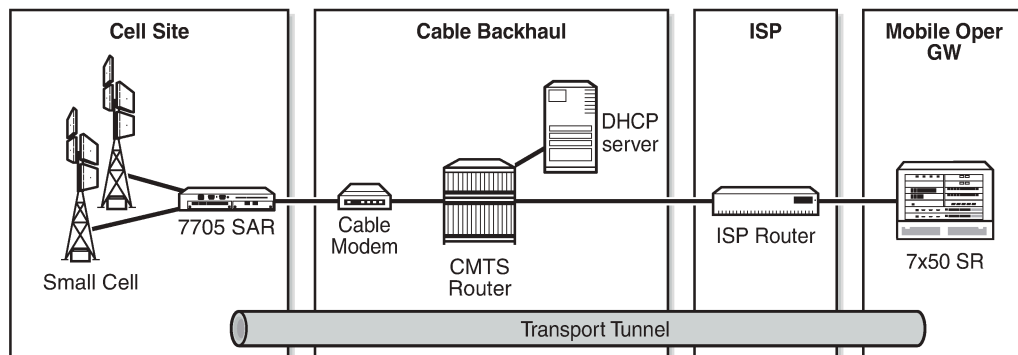 Cell Site
Cable Backhaul
ISP
Mobile Oper
GW
DHCP
server
7705 SAR
Cable
Modem
CMTS
Router
ISP Router
7x50 SR
Small Cell
Transport Tunnel